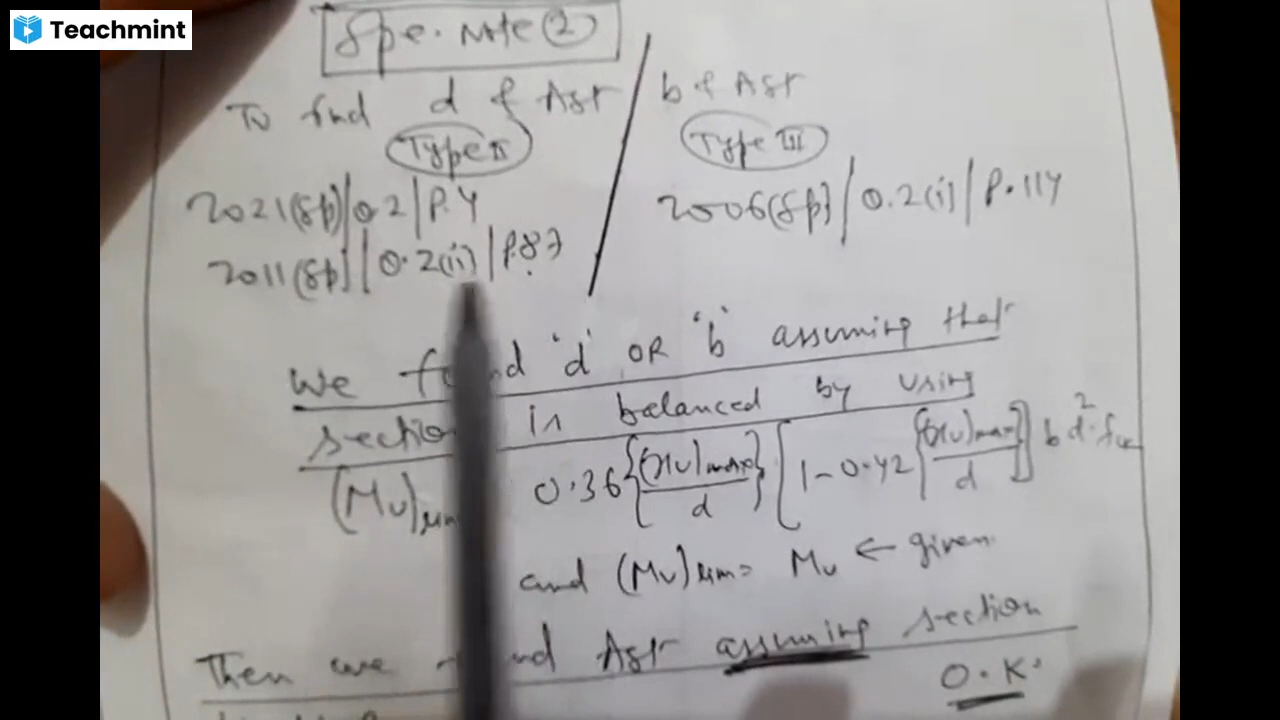 Teachmint
Spe. Note ②
To find d & Ast / b & Ast
Type II
Type III
2021(Sp)|Q.2|P.4
2006(Sp)|Q.2(i)|P.114
2011(Sp)|Q.2(ii)|P.87
We found 'd' OR 'b' assuming that
section is balanced by using
(Mu)lim 0.36{(xu)max/d}[1-0.42{(xu)max/d}] b d².fck
and (Mu)lim = Mu ← given
Then we Ast assuming section
O.K.